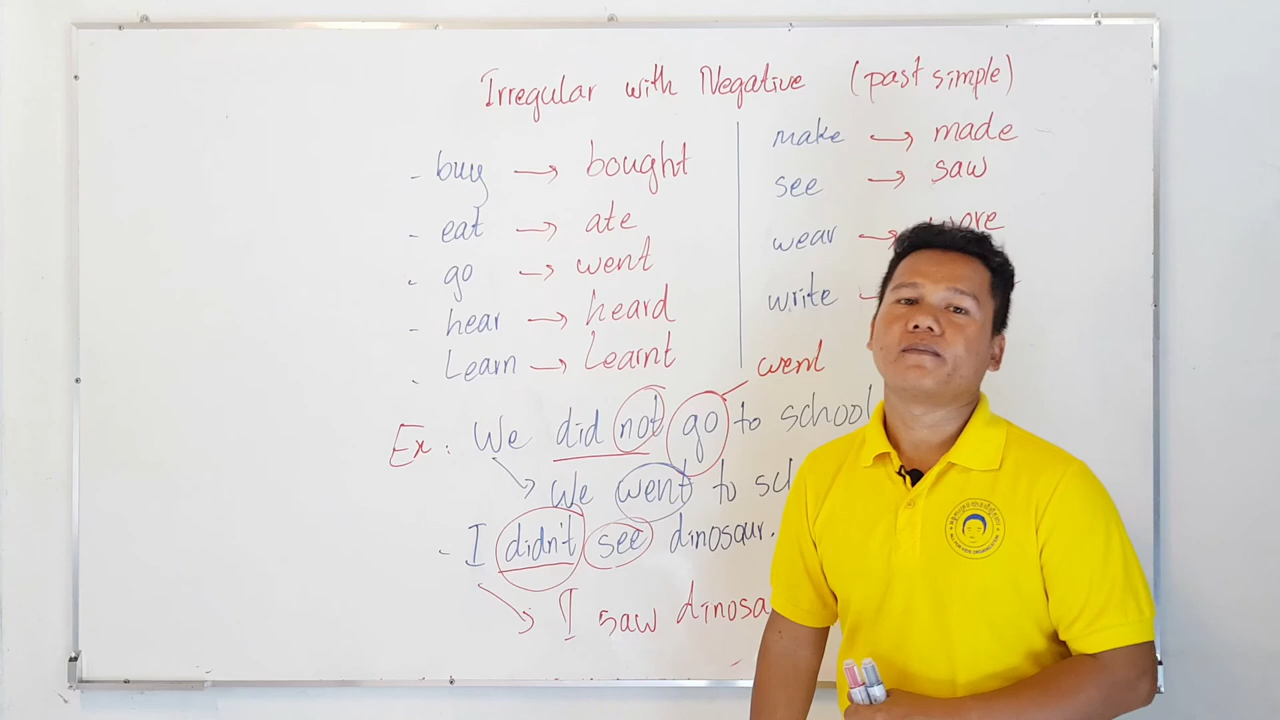 Irregular with Negative (past simple)
- buy → bought
- eat → ate
- go → went
- hear → heard
- Learn → Learnt
make → made
see → saw
wear → wore
write →
went
Ex: We did not go to school
→ We went to
- I didn't see dinosaur.
→ I saw